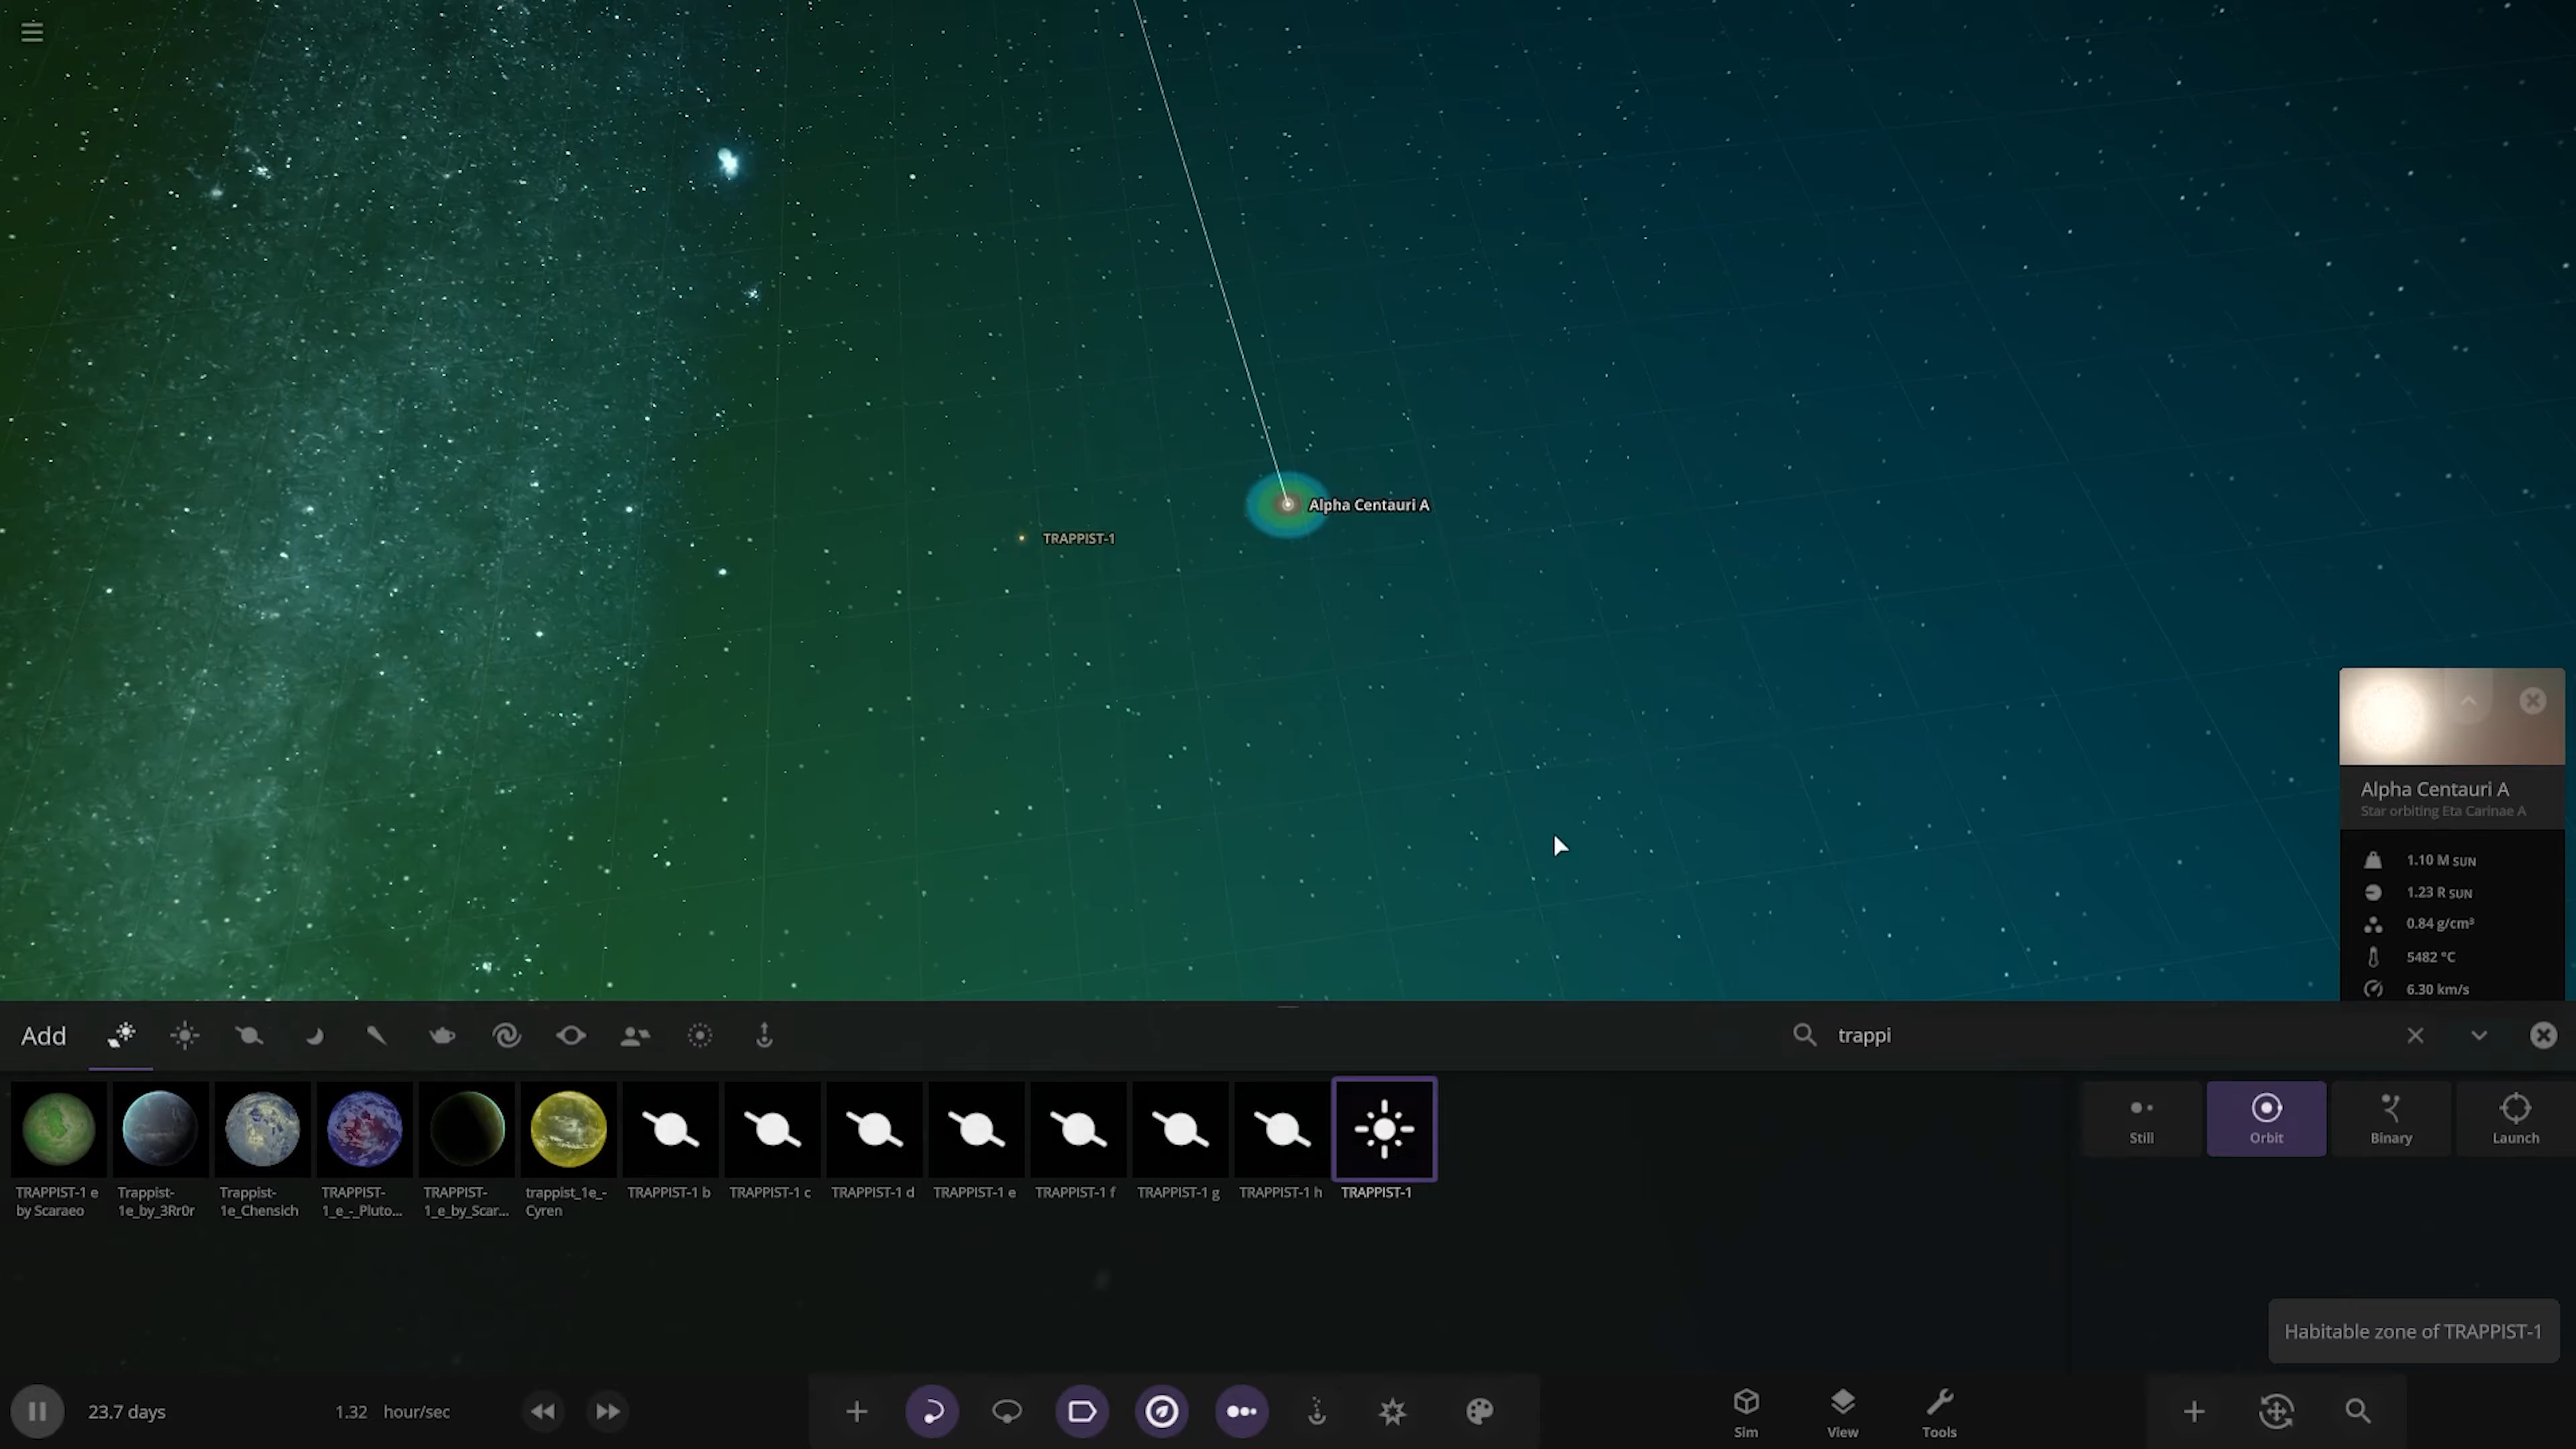 Alpha Centauri A
TRAPPIST-1
Alpha Centauri A
Star orbiting Eta Carinae A
1.10 M SUN
1.23 R SUN
0.84 g/cm³
5482 °C
6.30 km/s
Add
trappi
TRAPPIST-1 e
by Scaraeo
Trappist-
1e_by_3Rr0r
Trappist-
1e_Chensich
TRAPPIST-
1_e_-_Pluto...
TRAPPIST-
1_e_by_Scar...
trappist_1e_-
Cyren
TRAPPIST-1 b
TRAPPIST-1 c
TRAPPIST-1 d
TRAPPIST-1 e
TRAPPIST-1 f
TRAPPIST-1 g
TRAPPIST-1 h
TRAPPIST-1
Still
Orbit
Binary
Launch
Habitable zone of TRAPPIST-1
23.7 days
1.32 hour/sec
Sim
View
Tools